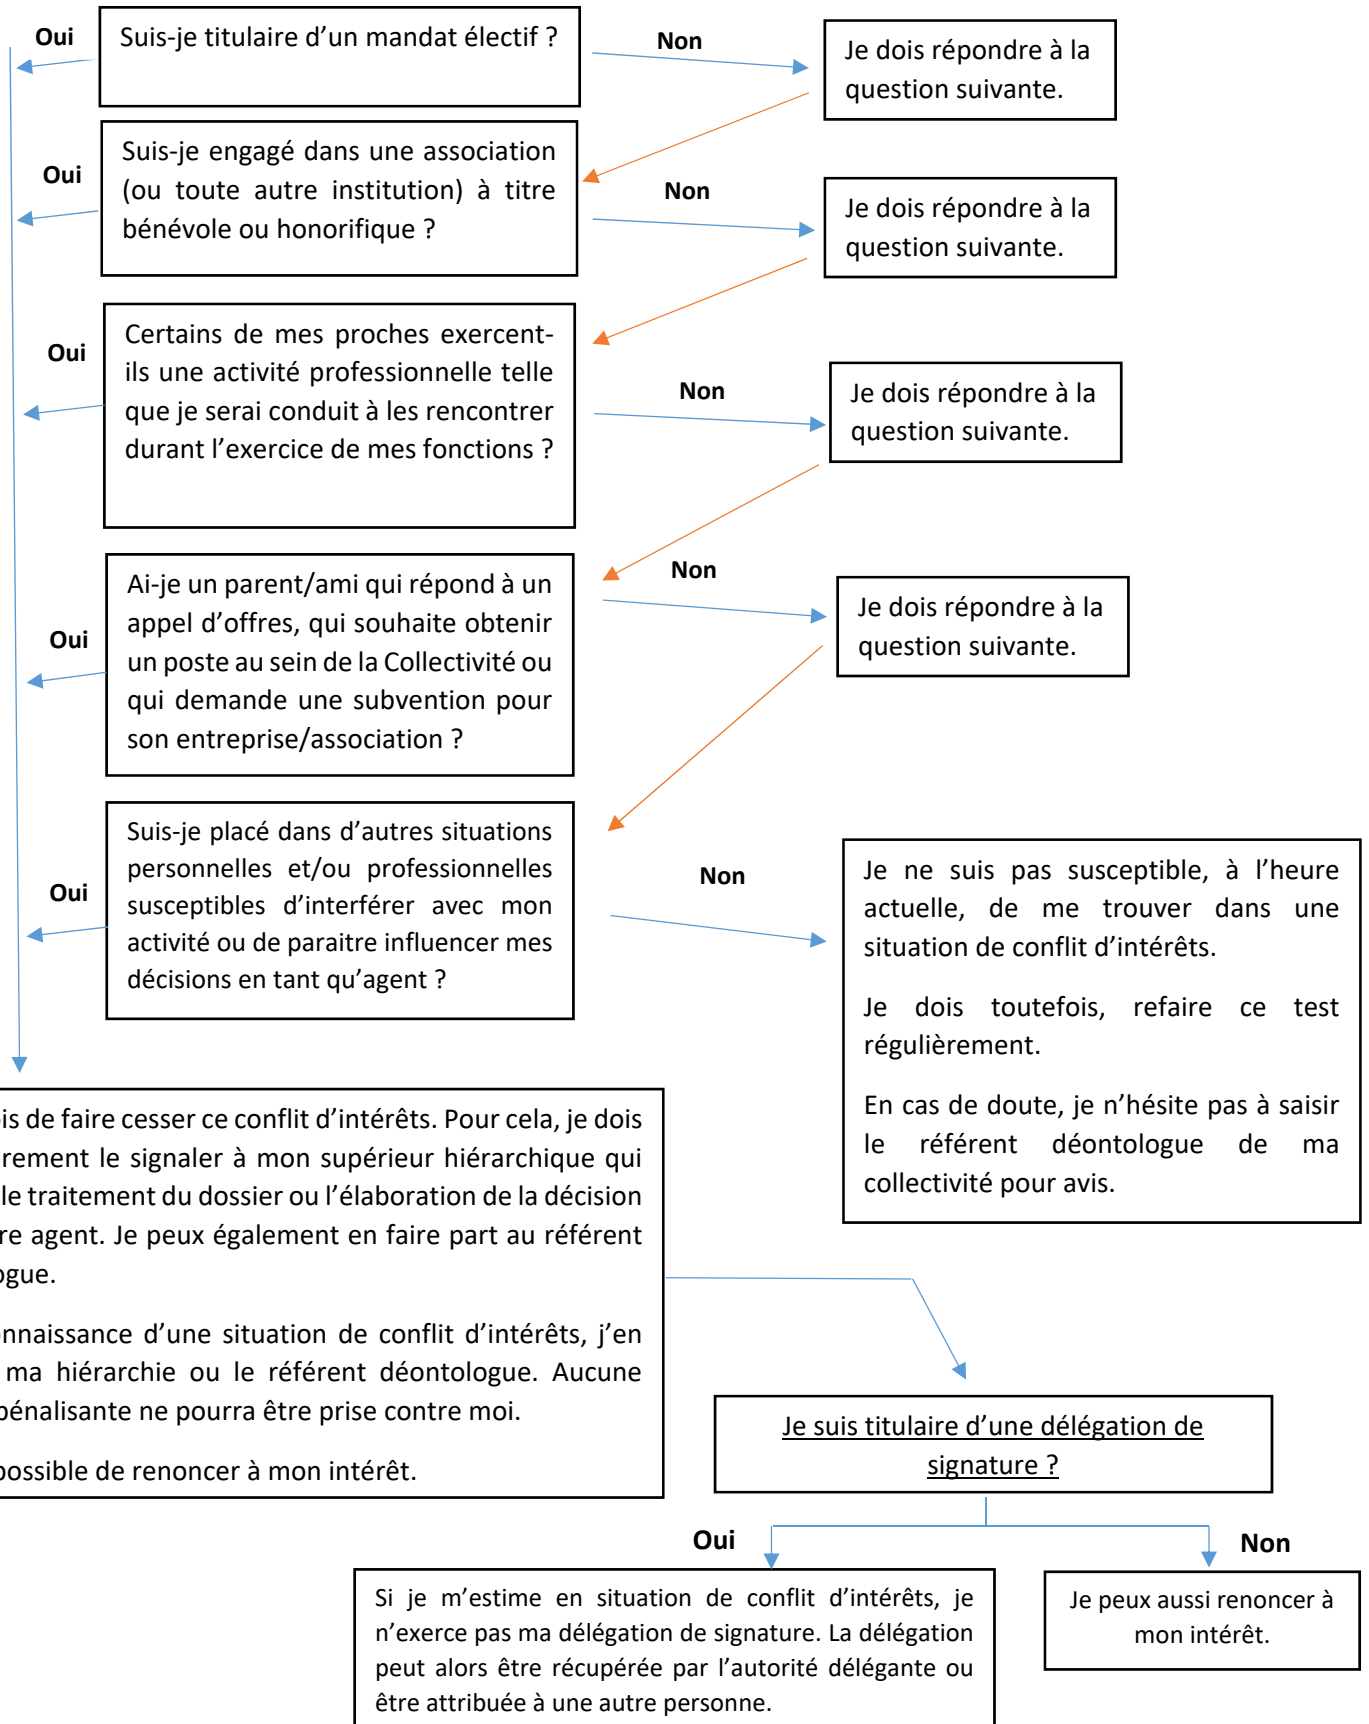 Oui
Suis-je titulaire d’un mandat électif ?
Non
Je dois répondre à la
question suivante.
Oui
Suis-je engagé dans une association
(ou toute autre institution) à titre
bénévole ou honorifique ?
Non
Je dois répondre à la
question suivante.
Oui
Certains de mes proches exercent-
ils une activité professionnelle telle
que je serai conduit à les rencontrer
durant l’exercice de mes fonctions ?
Non
Je dois répondre à la
question suivante.
Oui
Ai-je un parent/ami qui répond à un
appel d’offres, qui souhaite obtenir
un poste au sein de la Collectivité ou
qui demande une subvention pour
son entreprise/association ?
Non
Je dois répondre à la
question suivante.
Oui
Suis-je placé dans d’autres situations
personnelles et/ou professionnelles
susceptibles d’interférer avec mon
activité ou de paraitre influencer mes
décisions en tant qu’agent ?
Non
Je ne suis pas susceptible, à l’heure
actuelle, de me trouver dans une
situation de conflit d’intérêts.
Je dois toutefois, refaire ce test
régulièrement.
En cas de doute, je n’hésite pas à saisir
le référent déontologue de ma
collectivité pour avis.
de faire cesser ce conflit d’intérêts. Pour cela, je dois
le signaler à mon supérieur hiérarchique qui
le traitement du dossier ou l’élaboration de la décision
agent. Je peux également en faire part au référent
d’une situation de conflit d’intérêts, j’en
ma hiérarchie ou le référent déontologue. Aucune
pénalisante ne pourra être prise contre moi.
possible de renoncer à mon intérêt.
Je suis titulaire d’une délégation de
signature ?
Oui
Non
Si je m’estime en situation de conflit d’intérêts, je
n’exerce pas ma délégation de signature. La délégation
peut alors être récupérée par l’autorité délégante ou
être attribuée à une autre personne.
Je peux aussi renoncer à
mon intérêt.